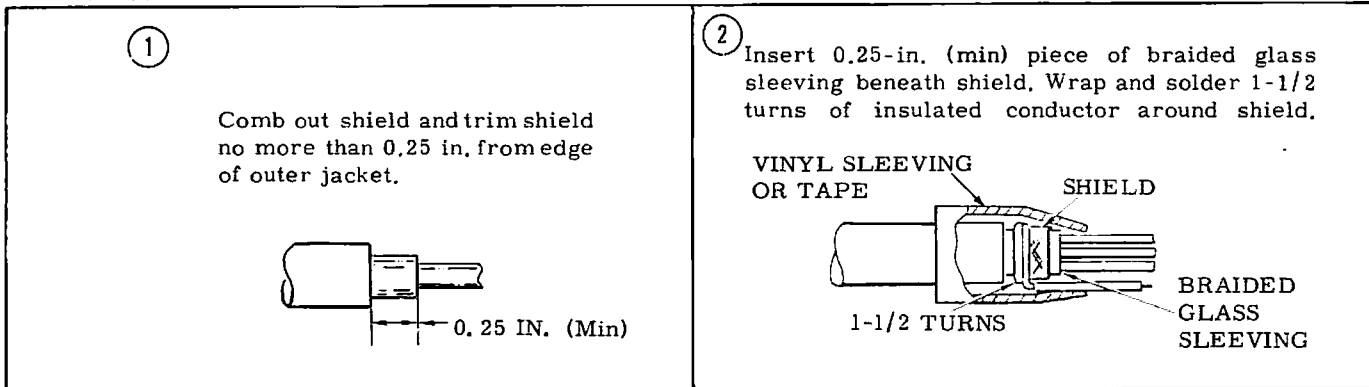 1
Comb out shield and trim shield
no more than 0.25 in. from edge
of outer jacket.
0.25 IN. (Min)
2
Insert 0.25-in. (min) piece of braided glass
sleeving beneath shield. Wrap and solder 1-1/2
turns of insulated conductor around shield.
VINYL SLEEVING
OR TAPE
SHIELD
1-1/2 TURNS
BRAIDED
GLASS
SLEEVING